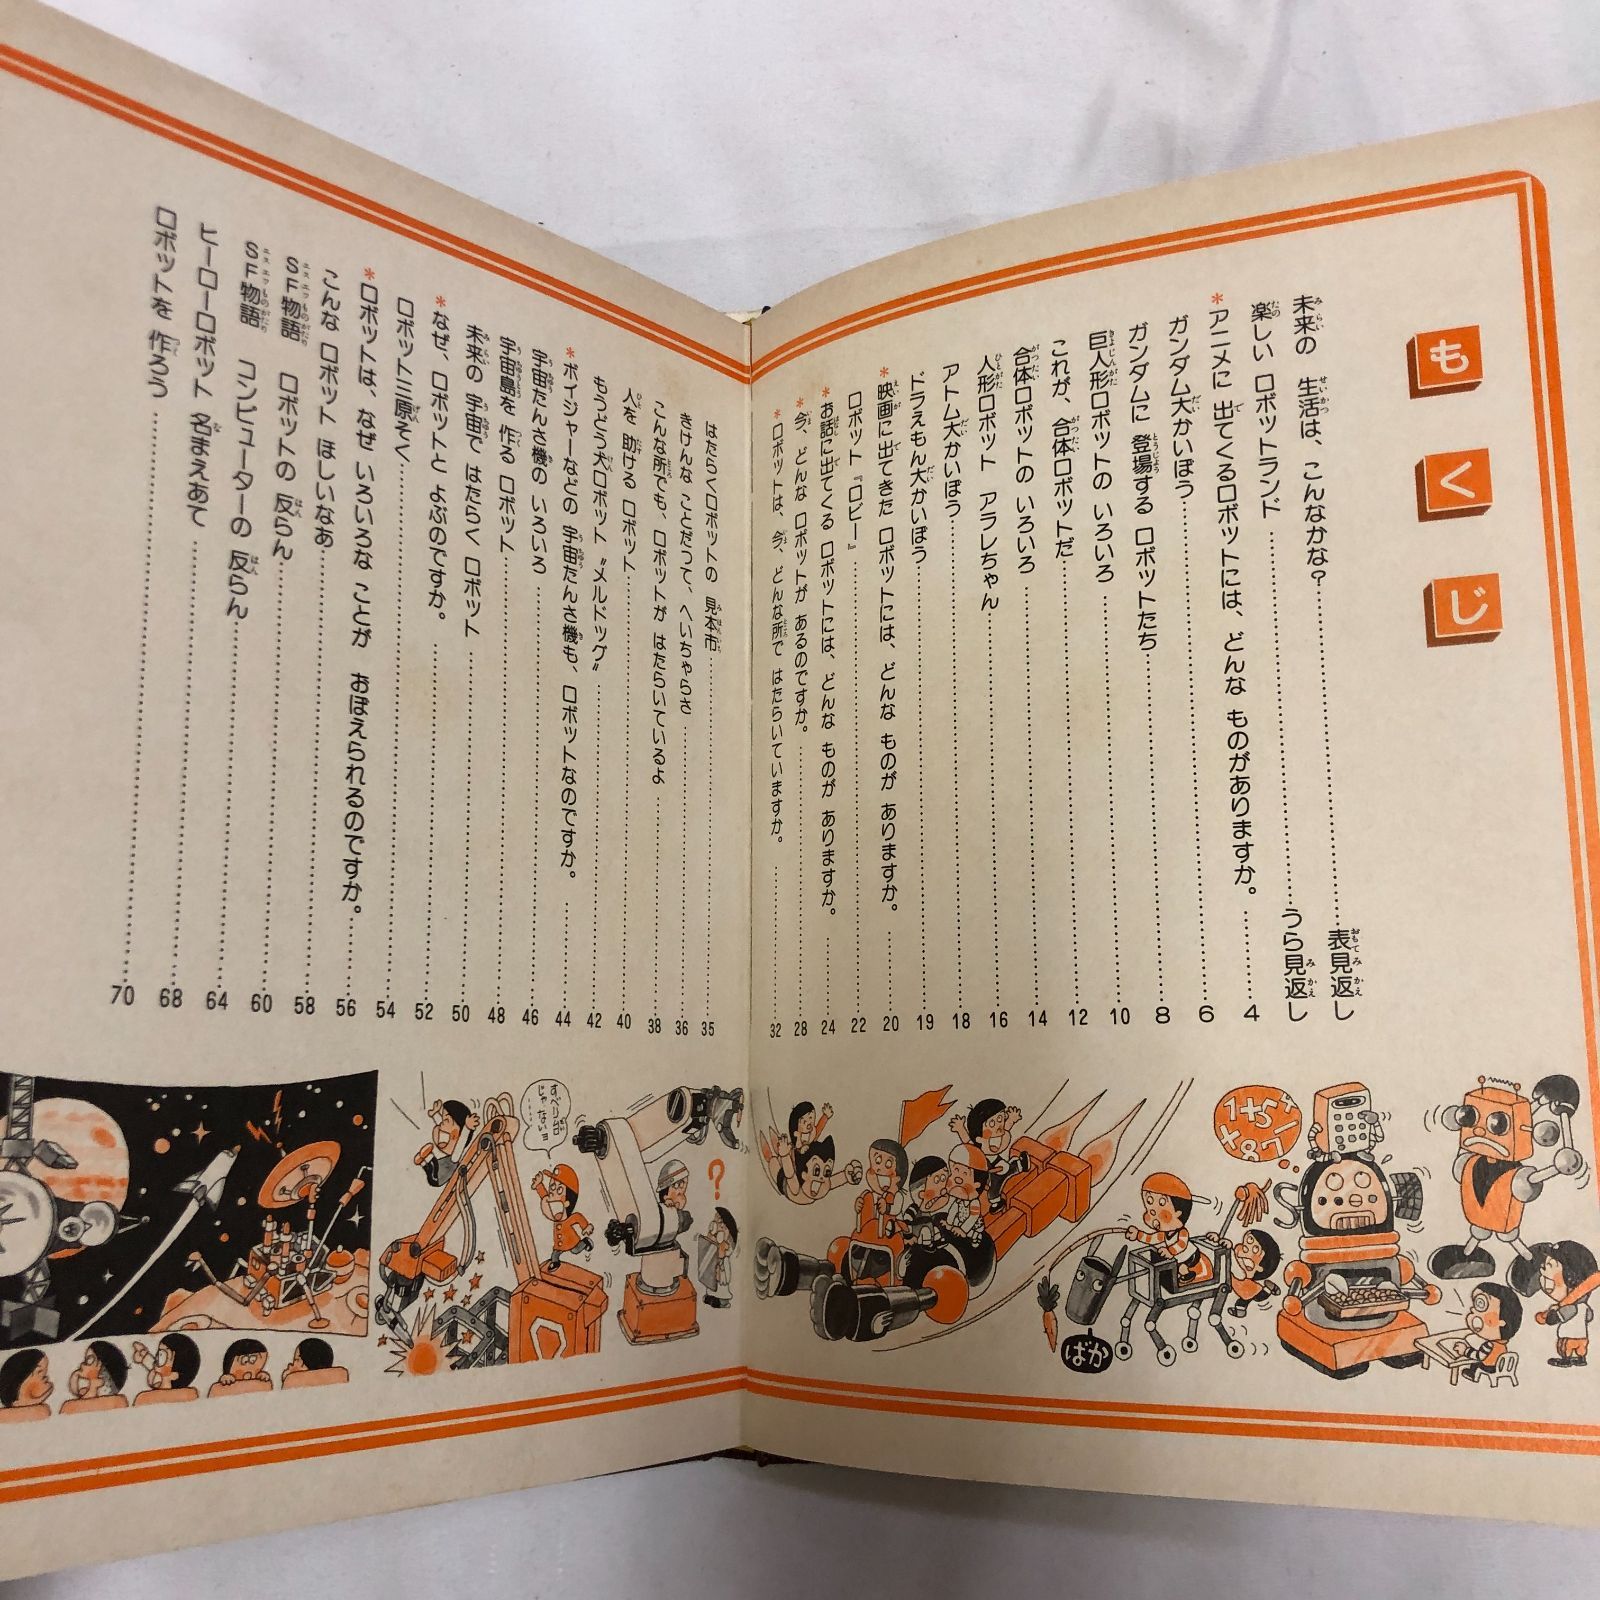 もくじ
未来の 生活は、こんなかな?……表見返し
楽しい ロボットランド……うら見返し
*アニメに 出てくるロボットには、どんな ものがありますか。……4
ガンダム大かいぼう……6
ガンダムに 登場する ロボットたち……8
巨人形ロボットの いろいろ……10
これが、合体ロボットだ……12
合体ロボットの いろいろ……14
人形ロボット アラレちゃん……16
アトム大かいぼう……18
ドラえもん大かいぼう……19
*映画に 出てきた ロボットには、どんな ものが ありますか。……20
ロボット『ロビー』……22
*お話に出てくる ロボットには、どんな ものが ありますか。……24
*今、どんな ロボットが あるのですか。……28
*ロボットは、今、どんな所で はたらいていますか。……32
はたらくロボットの 見本市……35
きけんな ことだって、へいちゃらさ……36
こんな所でも、ロボットが はたらいているよ……38
人を 助ける ロボット……40
もうどう犬ロボット〝メルドッグ〟……42
*ボイジャーなどの 宇宙たんさ機も、ロボットなのですか。……44
宇宙たんさ機の いろいろ……46
宇宙島を 作る ロボット……48
未来の 宇宙で はたらく ロボット……50
*なぜ、ロボットと よぶのですか。……52
ロボット三原そく……54
*ロボットは、なぜ いろいろな ことが おぼえられるのですか。……56
こんな ロボット ほしいなあ……58
SF物語 ロボットの 反らん……60
SF物語 コンピューターの 反らん……64
ヒーローロボット 名まえあて……68
ロボットを 作ろう……70
すべり台
じゃないョ
……
?
ばか